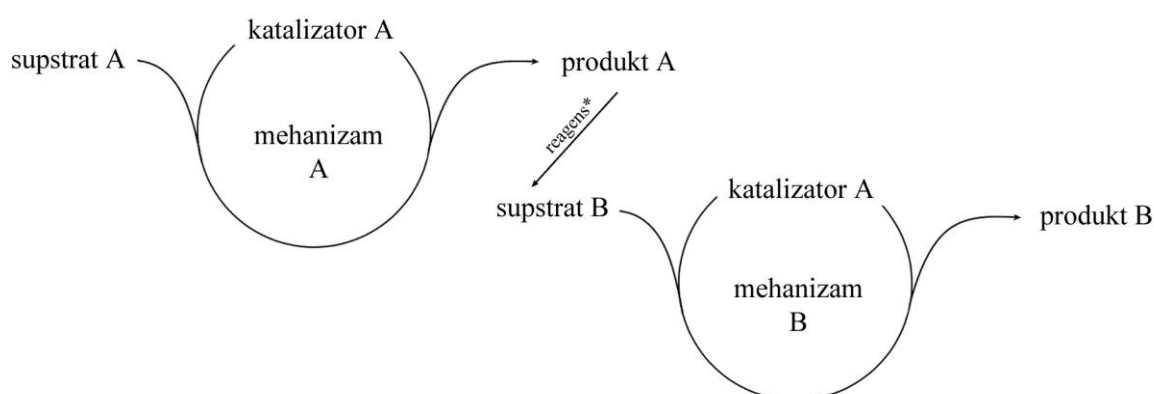 katalizator A
supstrat A
produkt A
mehanizam
A
reagens*
katalizator A
supstrat B
produkt B
mehanizam
B